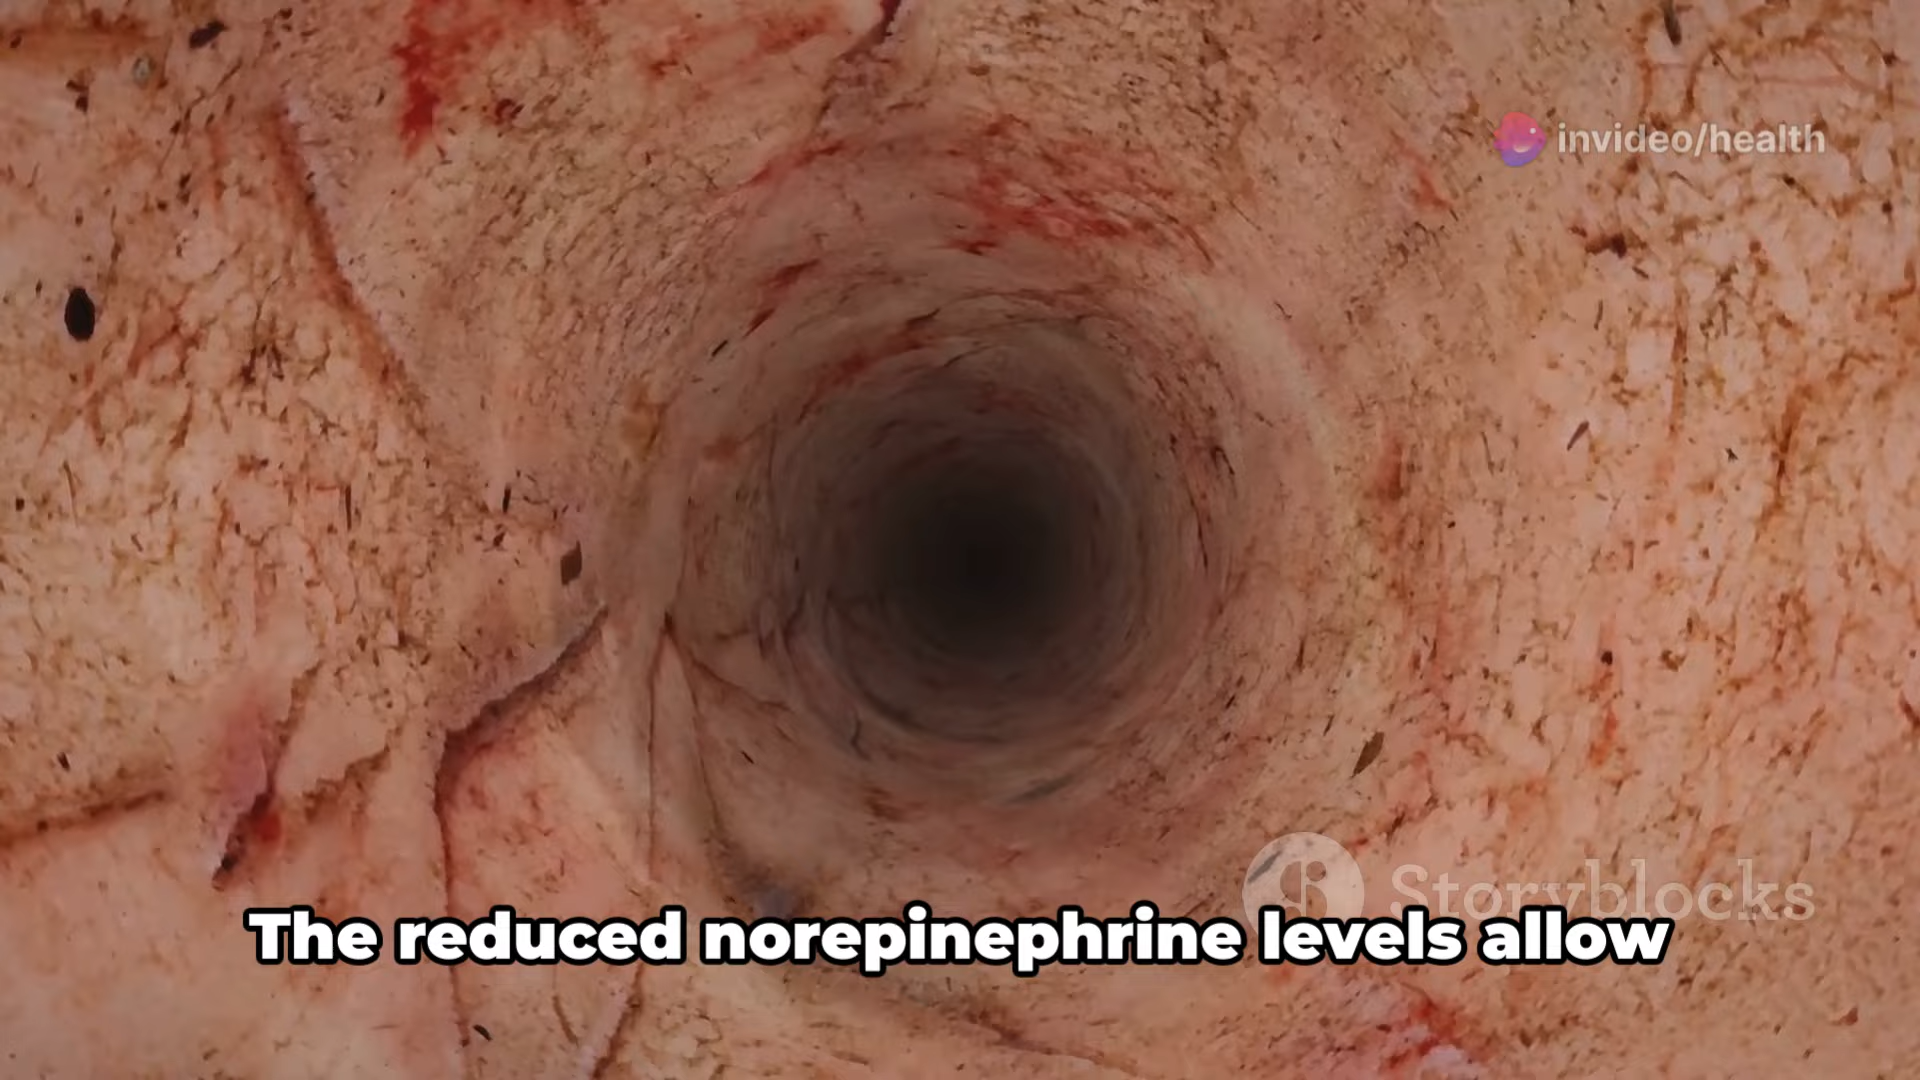 invideo/health
Storyblocks
The reduced norepinephrine levels allow